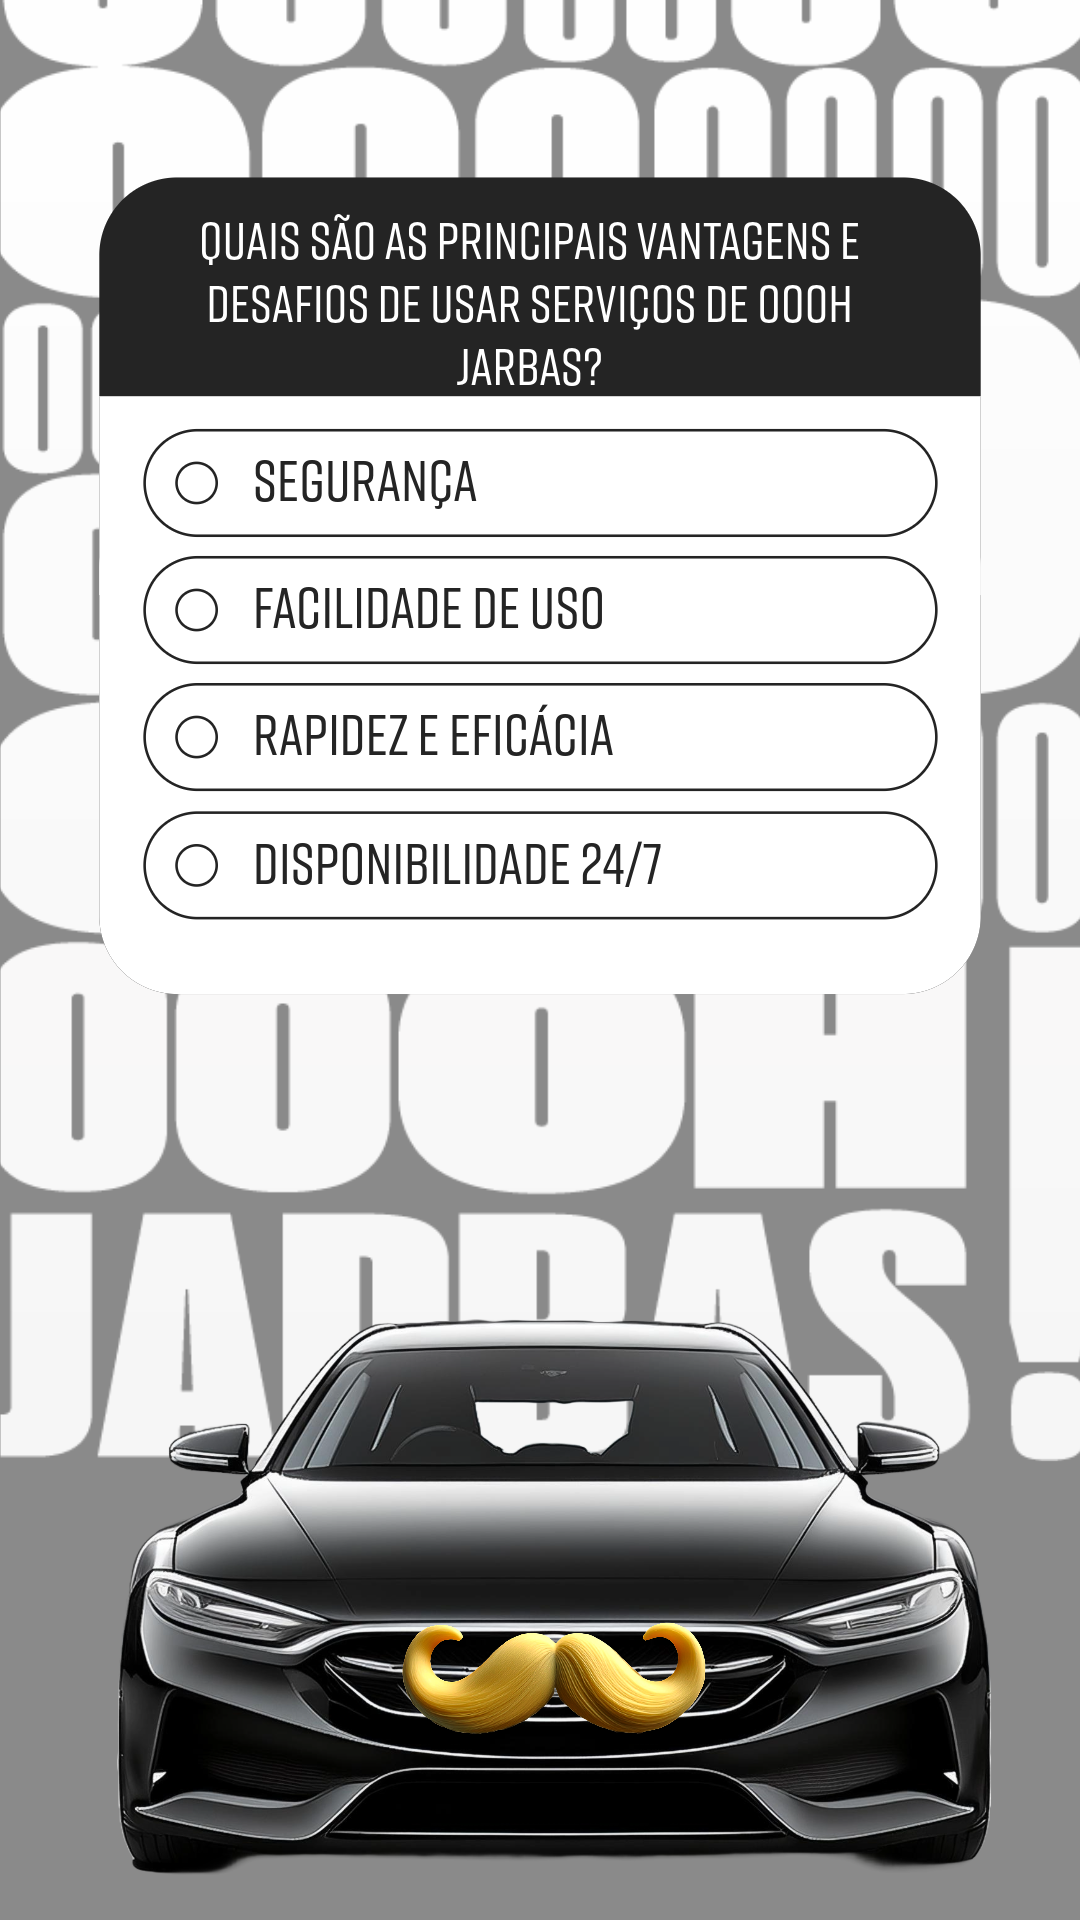 QUAIS SÃO AS PRINCIPAIS VANTAGENS E
DESAFIOS DE USAR SERVIÇOS DE OOOH
JARBAS?
SEGURANÇA
FACILIDADE DE USO
RAPIDEZ E EFICÁCIA
DISPONIBILIDADE 24/7
OOOH!
JARBAS!